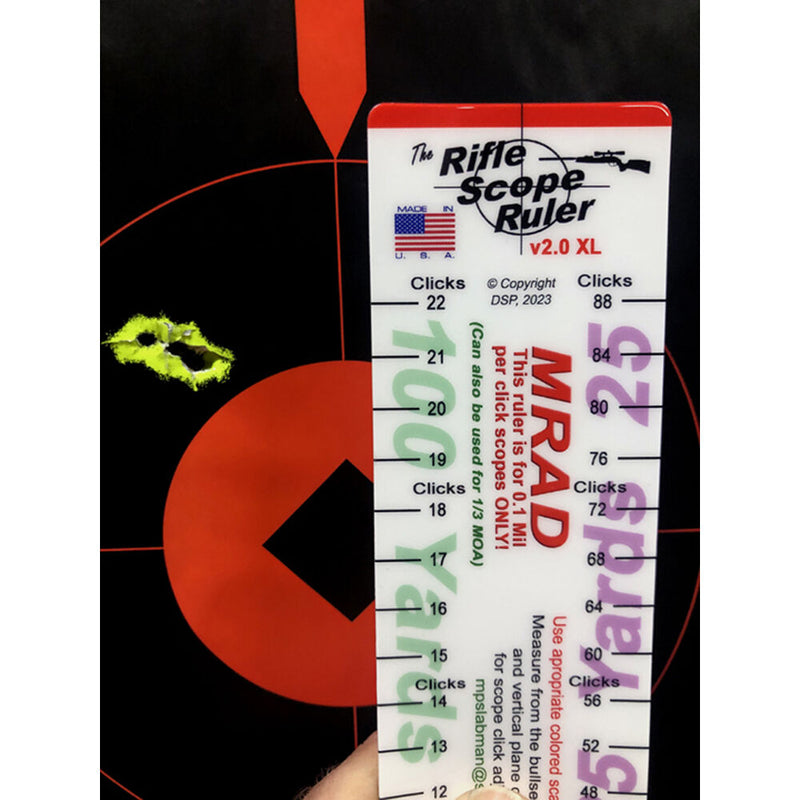 The Rifle
Scope
Ruler
v2.0 XL
MADE IN
U. S. A.
Clicks
© Copyright
DSP, 2023
Clicks
22
21
20
19
Clicks
18
17
16
15
Clicks
14
13
12
100 Yards
(Can also be used for 1/3 MOA)
MRAD
This ruler is for 0.1 Mil
per click scopes ONLY!
88
84
80
76
Clicks
72
68
64
60
Clicks
56
52
48
25 Yards
5
Use apropriate colored
Measure from the
and vertical plane
for scope click
mpslabman@